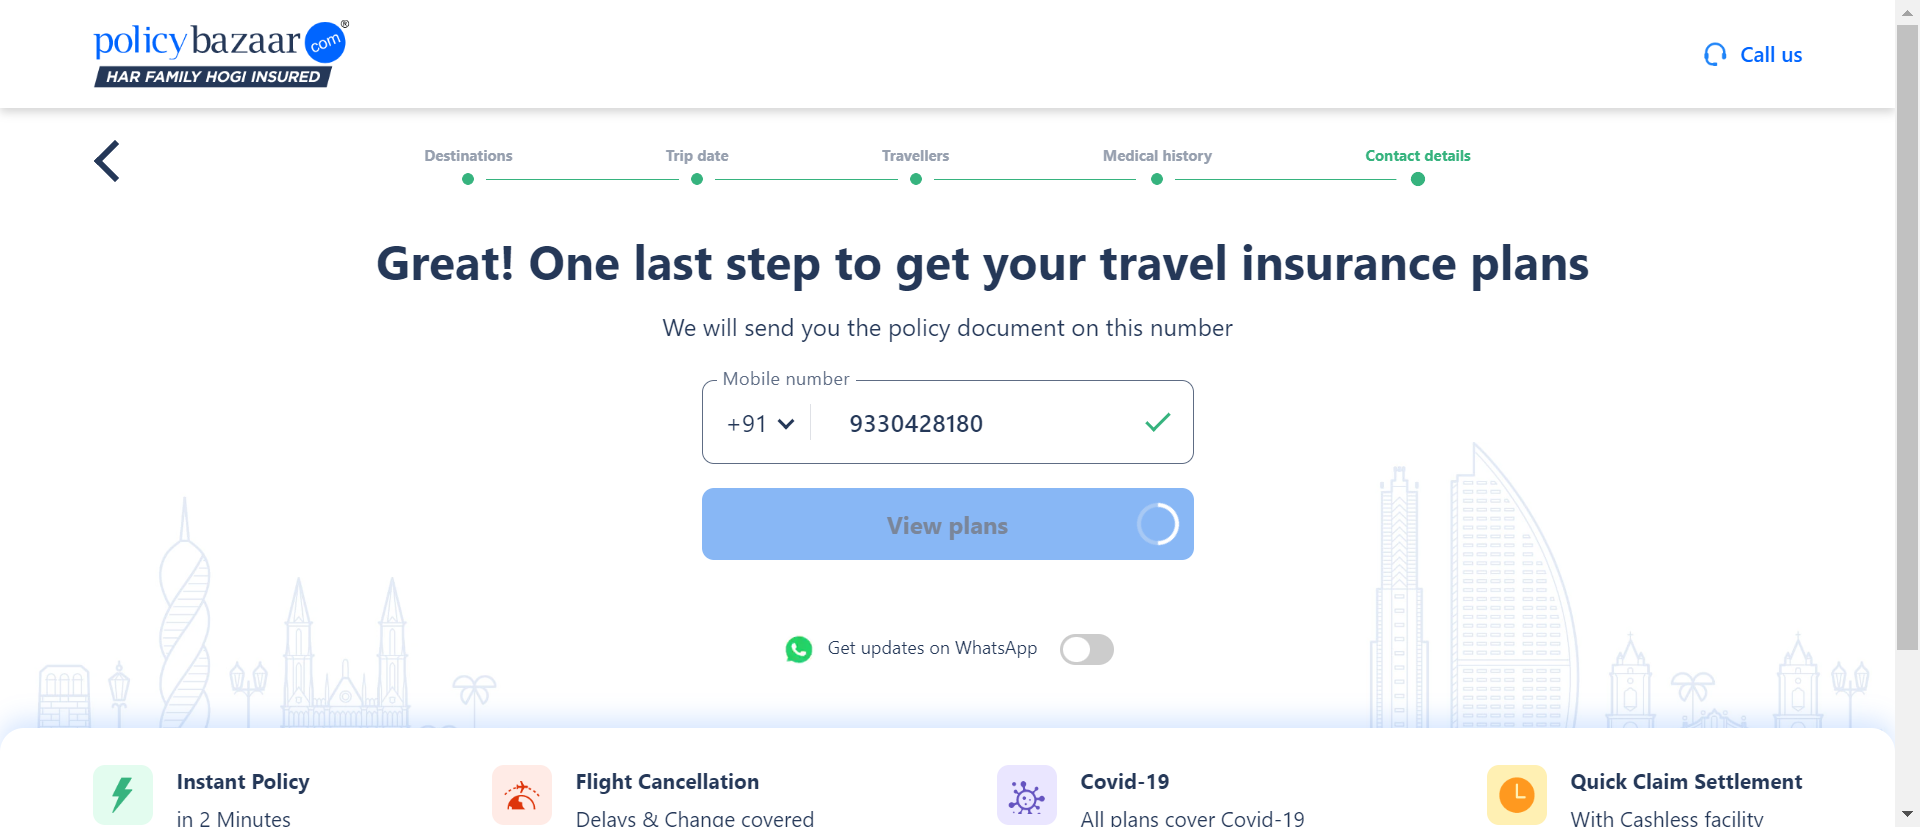 policybazaar com ®
HAR FAMILY HOGI INSURED
Call us
Destinations
Trip date
Travellers
Medical history
Contact details
Great! One last step to get your travel insurance plans
We will send you the policy document on this number
Mobile number
+91 9330428180
View plans
Get updates on WhatsApp
Instant Policy
in 2 Minutes
Flight Cancellation
Delays & Change covered
Covid-19
All plans cover Covid-19
Quick Claim Settlement
With Cashless facility